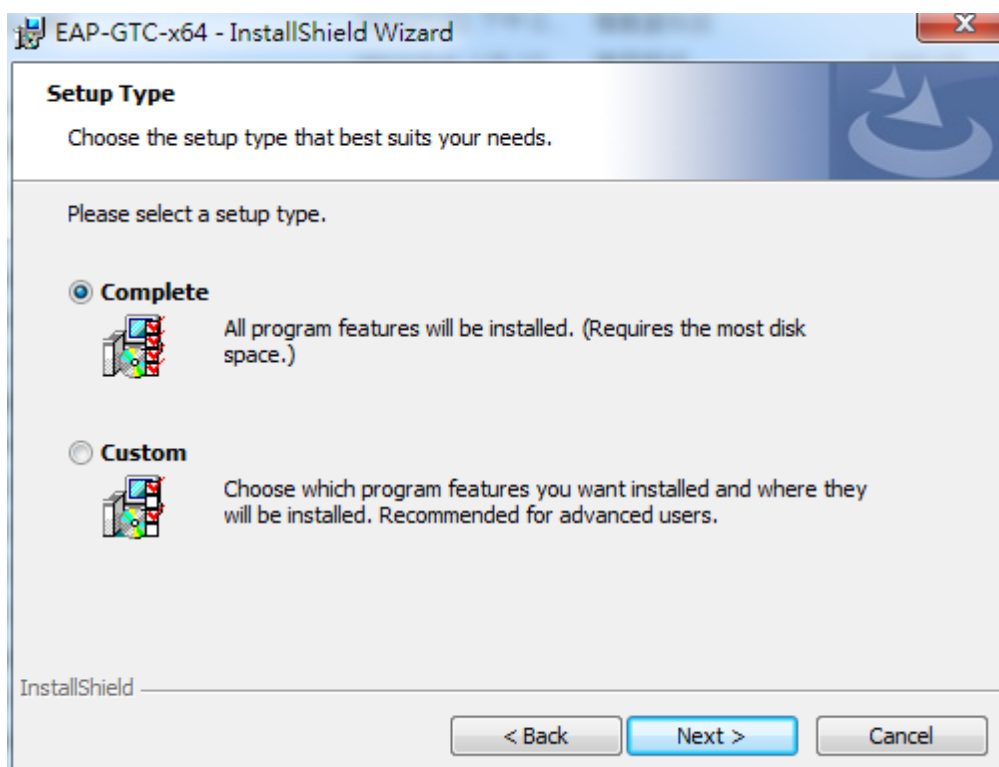 EAP-GTC-x64 - InstallShield Wizard
Setup Type
Choose the setup type that best suits your needs.
Please select a setup type.
Complete
All program features will be installed. (Requires the most disk
space.)
Custom
Choose which program features you want installed and where they
will be installed. Recommended for advanced users.
InstallShield
< Back
Next >
Cancel